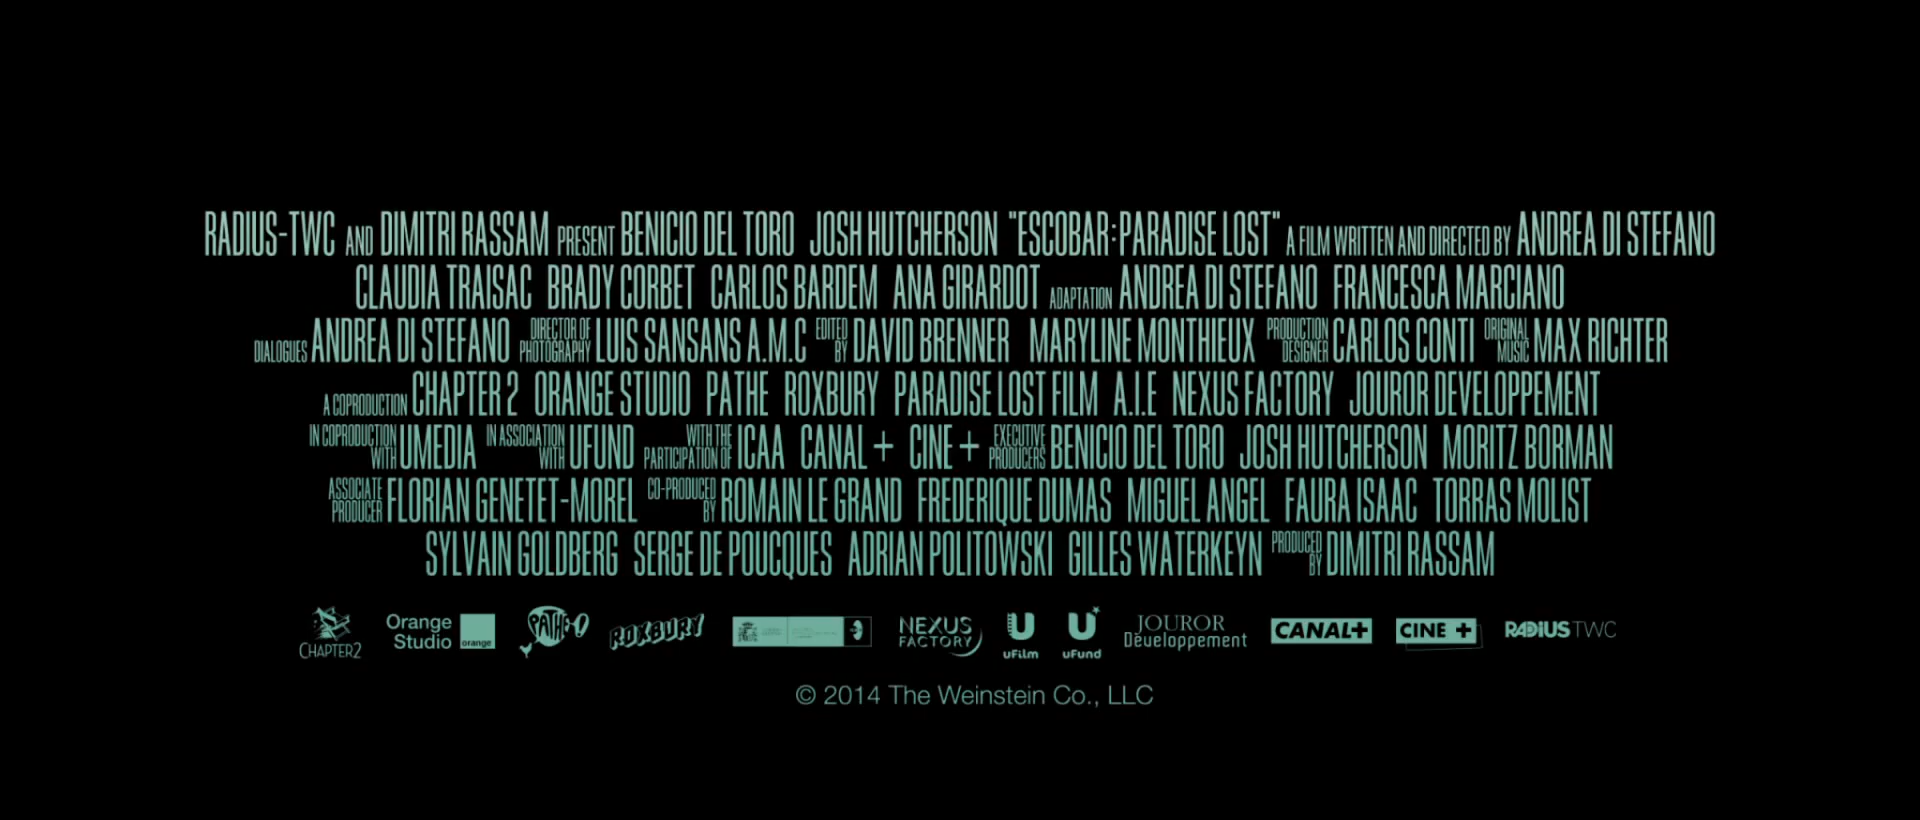 RADIUS-TWC AND DIMITRI RASSAM PRESENT BENICIO DEL TORO JOSH HUTCHERSON "ESCOBAR: PARADISE LOST" A FILM WRITTEN AND DIRECTED BY ANDREA DI STEFANO
CLAUDIA TRAISAC BRADY CORBET CARLOS BARDEM ANA GIRARDOT ADAPTATION ANDREA DI STEFANO FRANCESCA MARCIANO
DIALOGUES ANDREA DI STEFANO DIRECTOR OF PHOTOGRAPHY LUIS SANSANS A.M.C EDITED BY DAVID BRENNER MARYLINE MONTHIEUX PRODUCTION DESIGNER CARLOS CONTI ORIGINAL MUSIC MAX RICHTER
A COPRODUCTION CHAPTER 2 ORANGE STUDIO PATHE ROXBURY PARADISE LOST FILM A.I.E NEXUS FACTORY JOUROR DEVELOPPEMENT
IN COPRODUCTION WITH UMEDIA IN ASSOCIATION WITH UFUND WITH THE PARTICIPATION OF ICAA CANAL + CINE + EXECUTIVE PRODUCERS BENICIO DEL TORO JOSH HUTCHERSON MORITZ BORMAN
ASSOCIATE PRODUCER FLORIAN GENETET-MOREL CO-PRODUCED BY ROMAIN LE GRAND FREDERIQUE DUMAS MIGUEL ANGEL FAURA ISAAC TORRAS MOLIST
SYLVAIN GOLDBERG SERGE DE POUCQUES ADRIAN POLITOWSKI GILLES WATERKEYN PRODUCED BY DIMITRI RASSAM
CHAPTER2 Orange Studio orange PATHE ROXBURY NEXUS FACTORY uFilm uFund JOUROR Développement CANAL+ CINE + RADiUS TWC
© 2014 The Weinstein Co., LLC